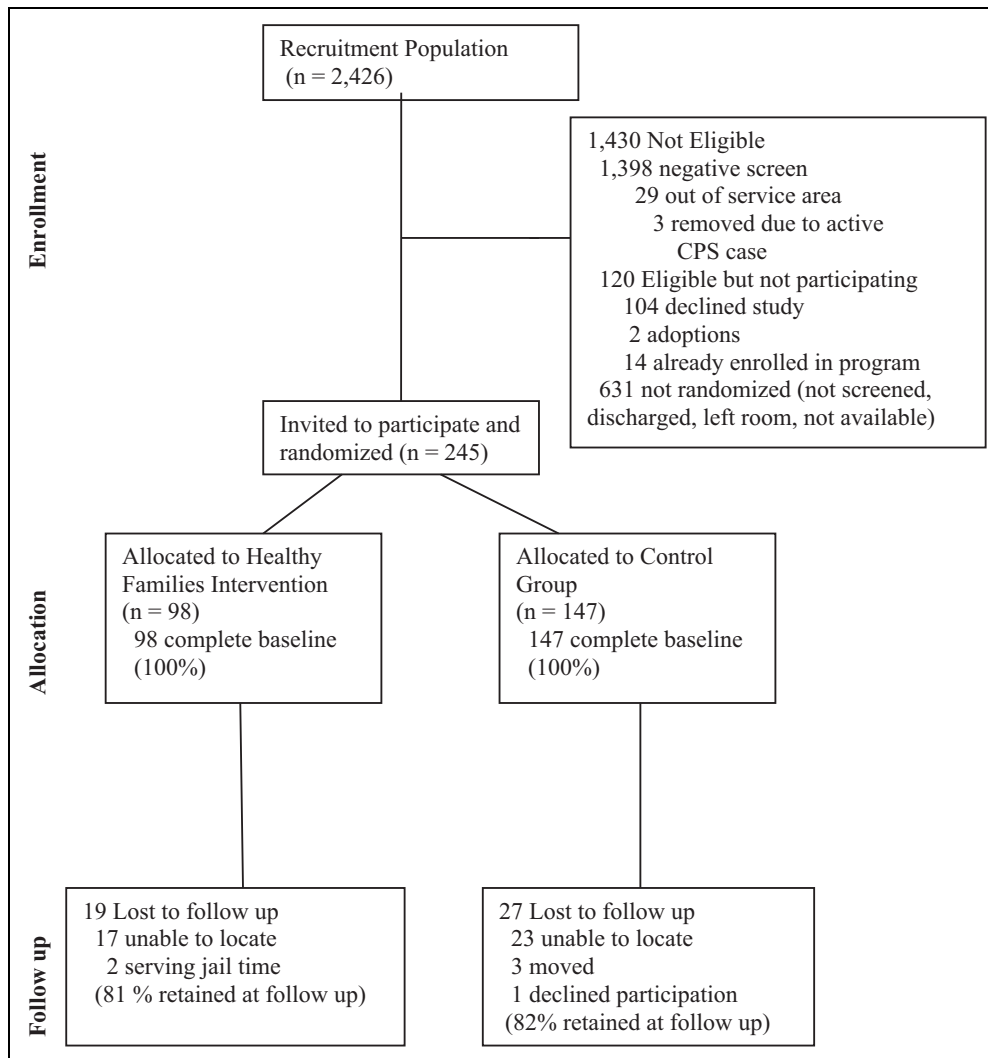 Recruitment Population
(n = 2,426)
Enrollment
1,430 Not Eligible
1,398 negative screen
29 out of service area
3 removed due to active
CPS case
120 Eligible but not participating
104 declined study
2 adoptions
14 already enrolled in program
631 not randomized (not screened,
discharged, left room, not available)
Invited to participate and
randomized (n = 245)
Allocation
Allocated to Healthy
Families Intervention
(n = 98)
98 complete baseline
(100%)
Allocated to Control
Group
(n = 147)
147 complete baseline
(100%)
Follow up
19 Lost to follow up
17 unable to locate
2 serving jail time
(81 % retained at follow up)
27 Lost to follow up
23 unable to locate
3 moved
1 declined participation
(82% retained at follow up)